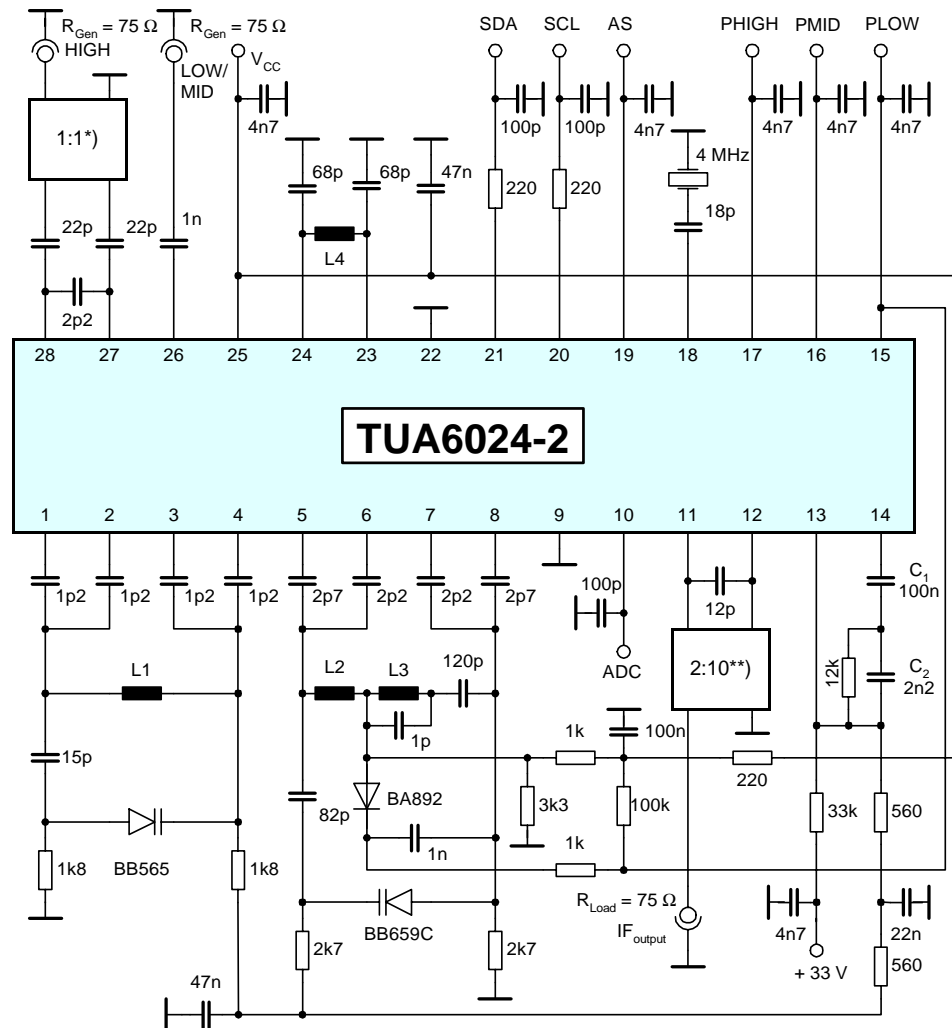 R_Gen = 75 Ω
HIGH
R_Gen = 75 Ω
LOW/
MID
V_CC
SDA
SCL
AS
PHIGH
PMID
PLOW
4n7
100p
100p
4n7
4n7
4n7
4n7
1:1*)
68p
68p
47n
220
220
4 MHz
18p
22p
22p
1n
L4
2p2
28
27
26
25
24
23
22
21
20
19
18
17
16
15
TUA6024-2
1
2
3
4
5
6
7
8
9
10
11
12
13
14
1p2
1p2
1p2
1p2
2p7
2p2
2p2
2p7
100p
12p
C1
100n
L1
L2
L3
120p
ADC
2:10**)
12k
C2
2n2
1p
1k
100n
15p
220
BA892
82p
3k3
100k
33k
560
1n
1k
1k8
BB565
1k8
R_Load = 75 Ω
IF_output
BB659C
2k7
2k7
4n7
22n
+ 33 V
560
47n